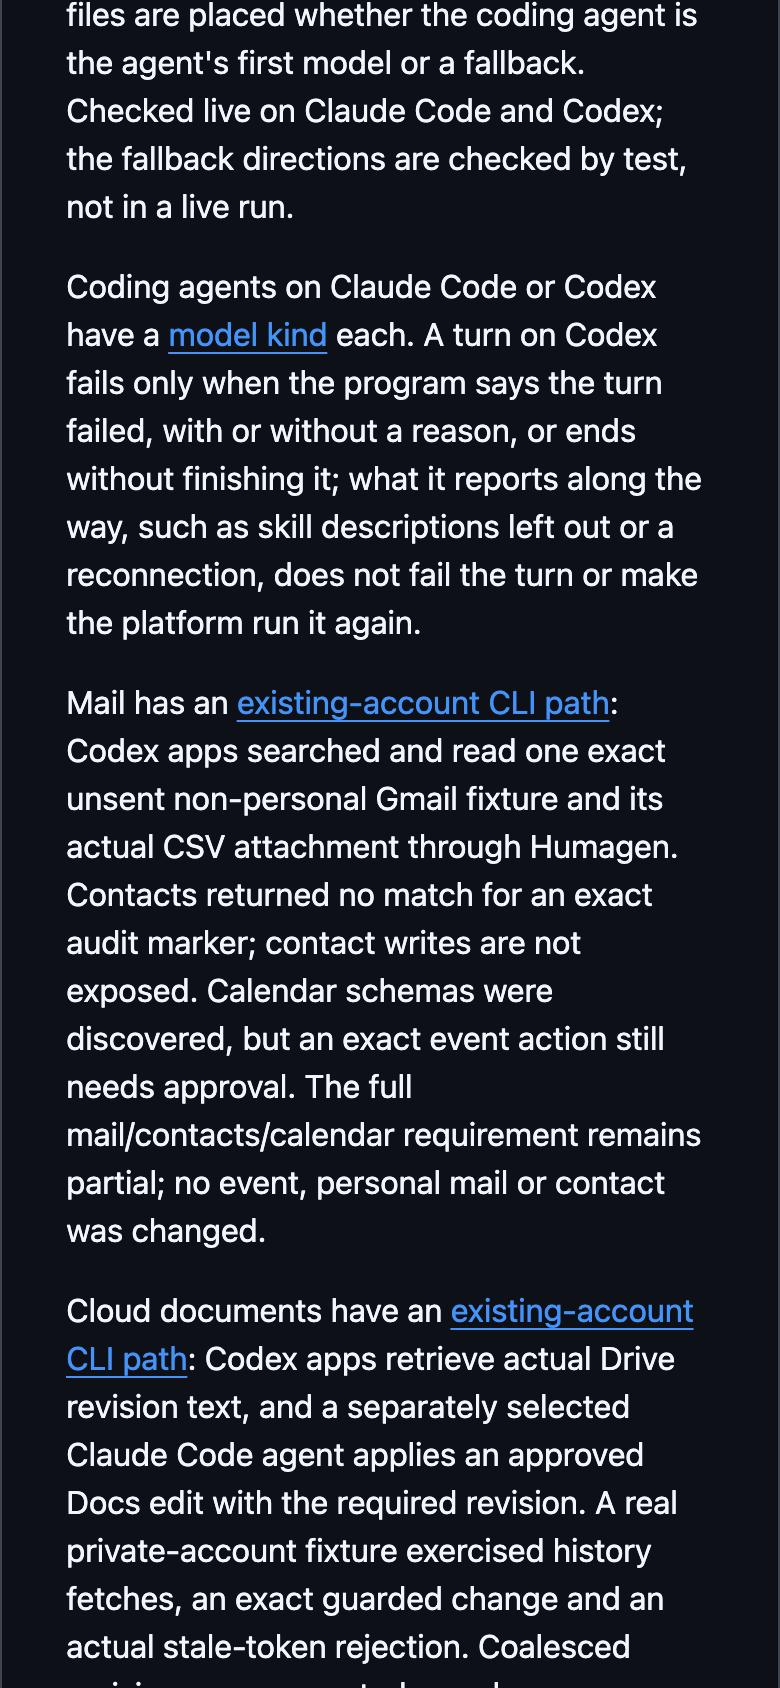 files are placed whether the coding agent is
the agent's first model or a fallback.
Checked live on Claude Code and Codex;
the fallback directions are checked by test,
not in a live run.
Coding agents on Claude Code or Codex
have a model kind each. A turn on Codex
fails only when the program says the turn
failed, with or without a reason, or ends
without finishing it; what it reports along the
way, such as skill descriptions left out or a
reconnection, does not fail the turn or make
the platform run it again.
Mail has an existing-account CLI path:
Codex apps searched and read one exact
unsent non-personal Gmail fixture and its
actual CSV attachment through Humagen.
Contacts returned no match for an exact
audit marker; contact writes are not
exposed. Calendar schemas were
discovered, but an exact event action still
needs approval. The full
mail/contacts/calendar requirement remains
partial; no event, personal mail or contact
was changed.
Cloud documents have an existing-account
CLI path: Codex apps retrieve actual Drive
revision text, and a separately selected
Claude Code agent applies an approved
Docs edit with the required revision. A real
private-account fixture exercised history
fetches, an exact guarded change and an
actual stale-token rejection. Coalesced